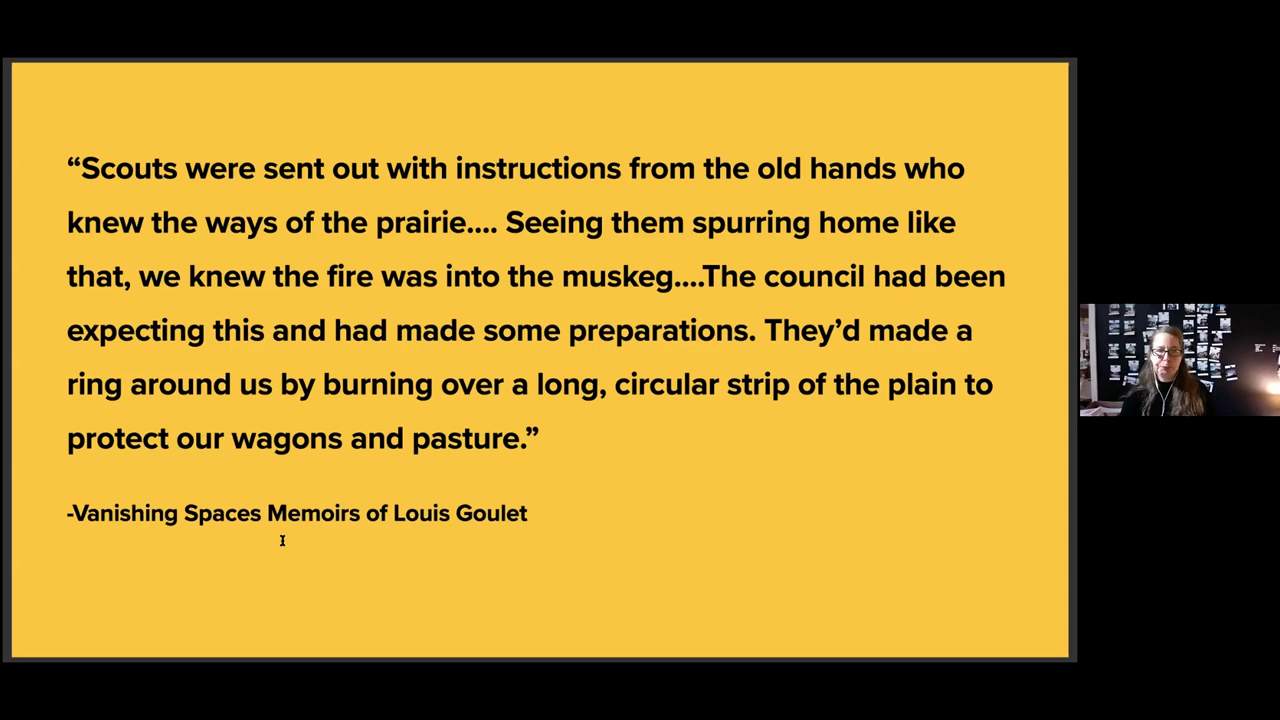 “Scouts were sent out with instructions from the old hands who
knew the ways of the prairie.... Seeing them spurring home like
that, we knew the fire was into the muskeg....The council had been
expecting this and had made some preparations. They’d made a
ring around us by burning over a long, circular strip of the plain to
protect our wagons and pasture.”
-Vanishing Spaces Memoirs of Louis Goulet